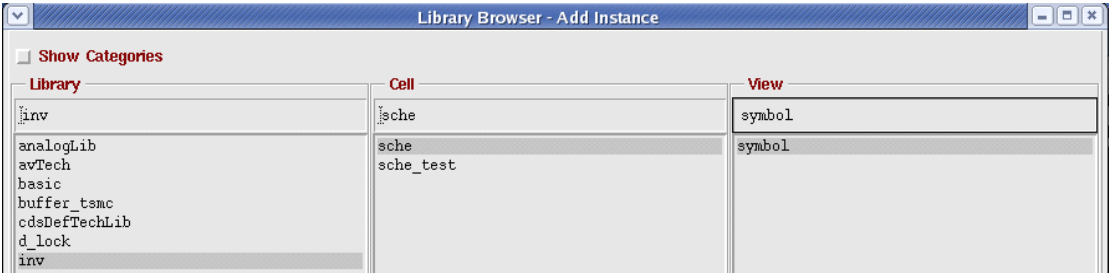 Library Browser - Add Instance
Show Categories
Library
Cell
View
inv
sche
symbol
analogLib
avTech
basic
buffer_tsmc
cdsDefTechLib
d_lock
inv
sche
sche_test
symbol